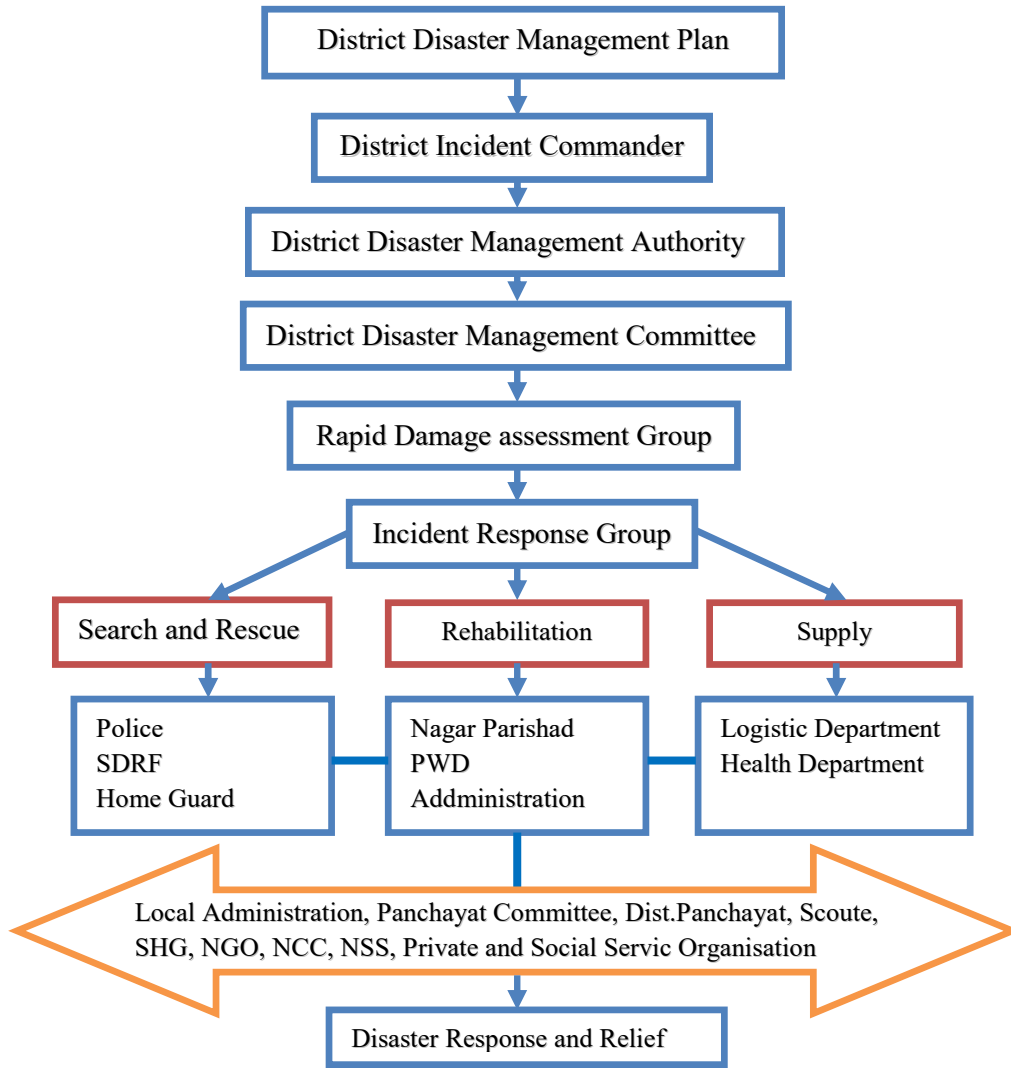 District Disaster Management Plan
District Incident Commander
District Disaster Management Authority
District Disaster Management Committee
Rapid Damage assessment Group
Incident Response Group
Search and Rescue
Rehabilitation
Supply
Police
SDRF
Home Guard
Nagar Parishad
PWD
Addministration
Logistic Department
Health Department
Local Administration, Panchayat Committee, Dist.Panchayat, Scoute,
SHG, NGO, NCC, NSS, Private and Social Servic Organisation
Disaster Response and Relief